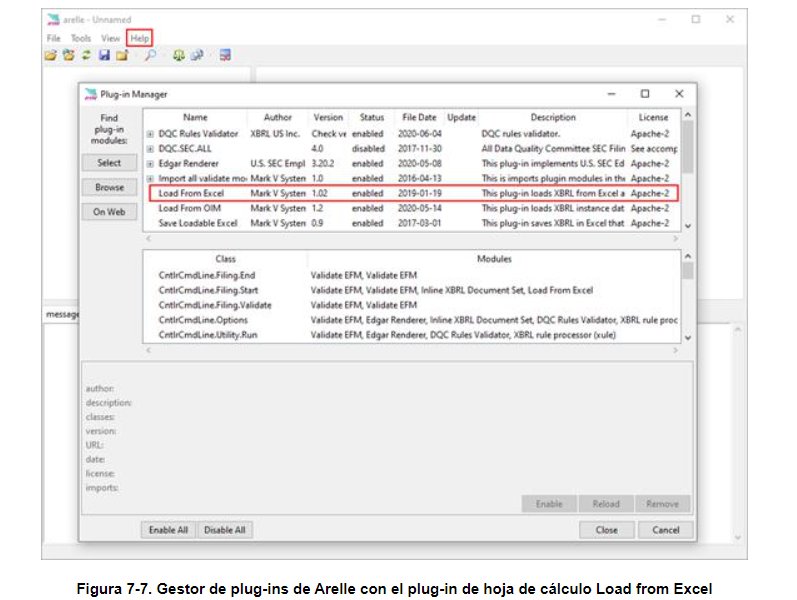 arelle - Unnamed
File Tools View Help
Plug-in Manager
Find
plug-in
modules:
Select
Browse
On Web
Name Author Version Status File Date Update Description License
DQC Rules Validator XBRL US Inc. Check ve enabled 2020-06-04 DQC rules validator. Apache-2
DQC.SEC.ALL 4.0 disabled 2017-11-30 All Data Quality Committee SEC Filin See accomp
Edgar Renderer U.S. SEC Empl 3.20.2 enabled 2020-05-08 This plug-in implements U.S. SEC Ed Apache-2
Import all validate mo Mark V System 1.0 enabled 2016-04-13 This is imports plugin modules in the Apache-2
Load From Excel Mark V System 1.02 enabled 2019-01-19 This plug-in loads XBRL from Excel a Apache-2
Load From OIM Mark V System 1.2 enabled 2020-05-14 This plug-in loads XBRL instance dat Apache-2
Save Loadable Excel Mark V System 0.9 enabled 2017-03-01 This plug-in saves XBRL in Excel that Apache-2
Class Modules
CntlrCmdLine.Filing.End Validate EFM, Validate EFM
CntlrCmdLine.Filing.Start Validate EFM, Validate EFM, Inline XBRL Document Set, Load From Excel
CntlrCmdLine.Filing.Validate Validate EFM, Validate EFM
CntlrCmdLine.Options Validate EFM, Edgar Renderer, Inline XBRL Document Set, DQC Rules Validator, XBRL rule proc
CntlrCmdLine.Utility.Run Validate EFM, Edgar Renderer, DQC Rules Validator, XBRL rule processor (xule)
message
author:
description:
classes:
version:
URL:
date:
license:
imports:
Enable Reload Remove
Enable All Disable All Close Cancel
Figura 7-7. Gestor de plug-ins de Arelle con el plug-in de hoja de cálculo Load from Excel